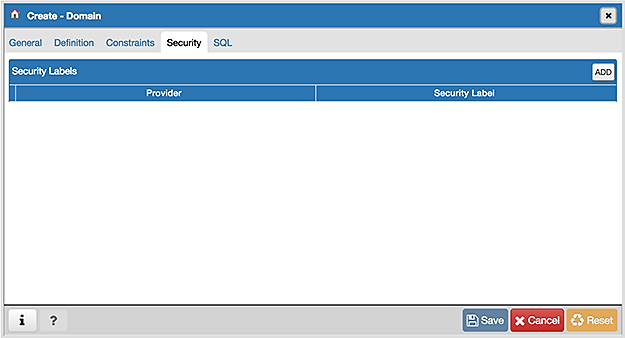 Create - Domain
General Definition Constraints Security SQL
Security Labels ADD
Provider Security Label
i ? Save Cancel Reset